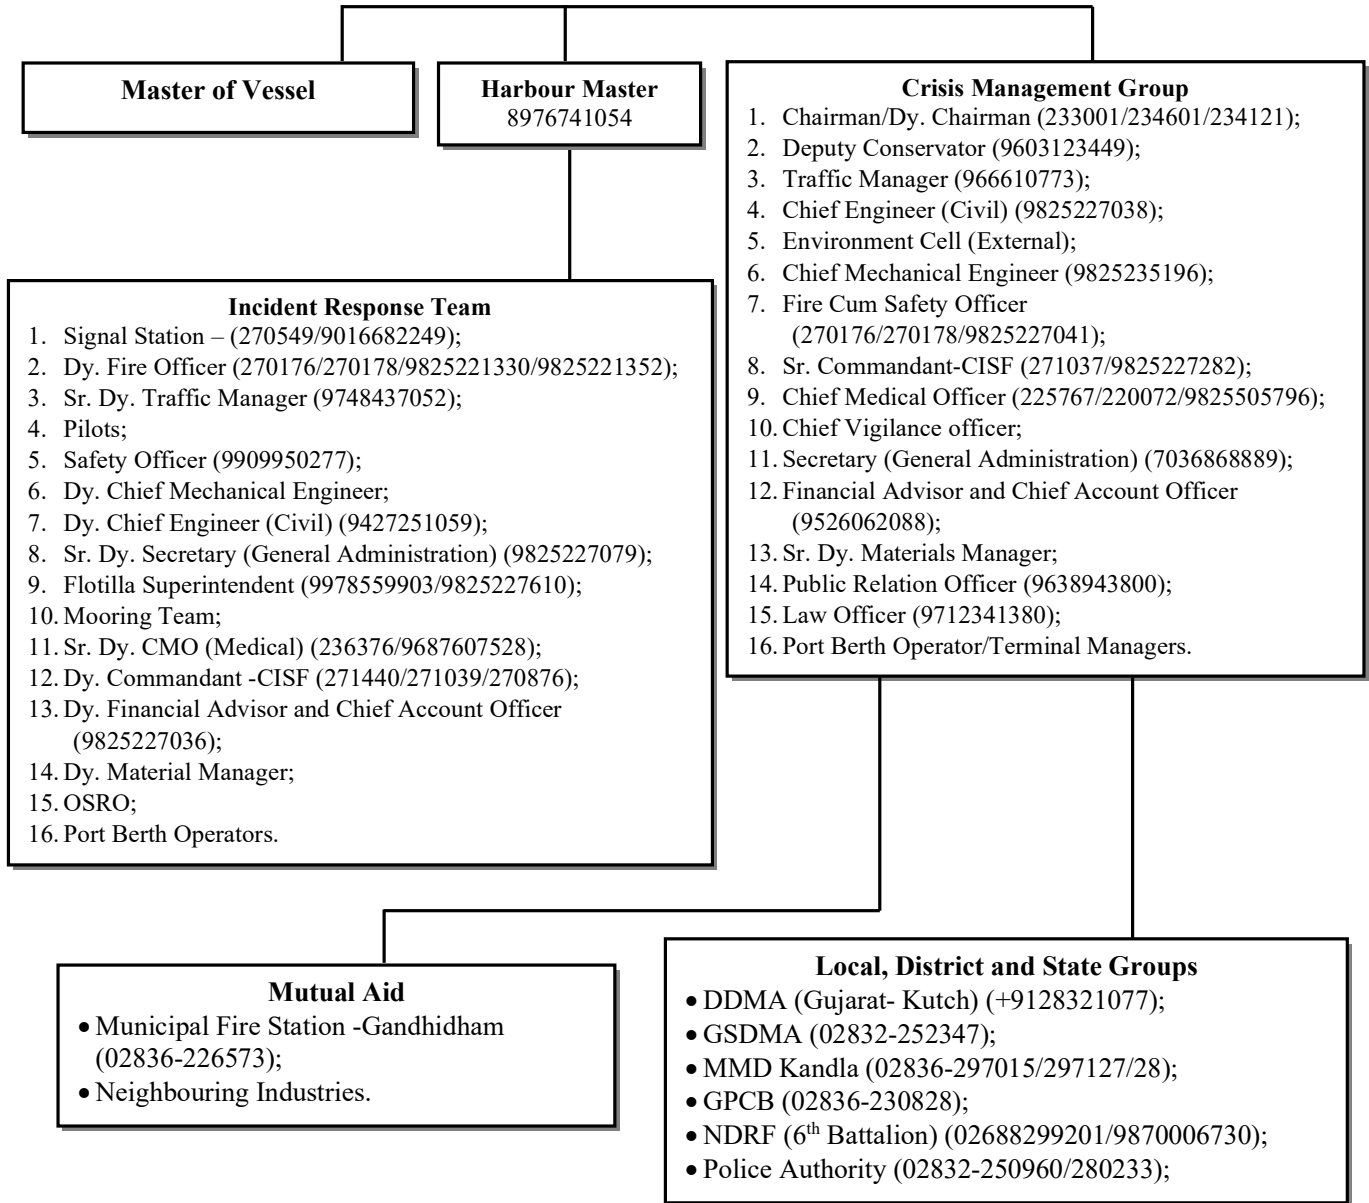 Master of Vessel
Harbour Master
8976741054
Crisis Management Group
1. Chairman/Dy. Chairman (233001/234601/234121);
2. Deputy Conservator (9603123449);
3. Traffic Manager (966610773);
4. Chief Engineer (Civil) (9825227038);
5. Environment Cell (External);
6. Chief Mechanical Engineer (9825235196);
7. Fire Cum Safety Officer
(270176/270178/9825227041);
8. Sr. Commandant-CISF (271037/9825227282);
9. Chief Medical Officer (225767/220072/9825505796);
10. Chief Vigilance officer;
11. Secretary (General Administration) (7036868889);
12. Financial Advisor and Chief Account Officer
(9526062088);
13. Sr. Dy. Materials Manager;
14. Public Relation Officer (9638943800);
15. Law Officer (9712341380);
16. Port Berth Operator/Terminal Managers.
Incident Response Team
1. Signal Station – (270549/9016682249);
2. Dy. Fire Officer (270176/270178/9825221330/9825221352);
3. Sr. Dy. Traffic Manager (9748437052);
4. Pilots;
5. Safety Officer (9909950277);
6. Dy. Chief Mechanical Engineer;
7. Dy. Chief Engineer (Civil) (9427251059);
8. Sr. Dy. Secretary (General Administration) (9825227079);
9. Flotilla Superintendent (9978559903/9825227610);
10. Mooring Team;
11. Sr. Dy. CMO (Medical) (236376/9687607528);
12. Dy. Commandant -CISF (271440/271039/270876);
13. Dy. Financial Advisor and Chief Account Officer
(9825227036);
14. Dy. Material Manager;
15. OSRO;
16. Port Berth Operators.
Mutual Aid
• Municipal Fire Station -Gandhidham
(02836-226573);
• Neighbouring Industries.
Local, District and State Groups
• DDMA (Gujarat- Kutch) (+9128321077);
• GSDMA (02832-252347);
• MMD Kandla (02836-297015/297127/28);
• GPCB (02836-230828);
• NDRF (6th Battalion) (02688299201/9870006730);
• Police Authority (02832-250960/280233);